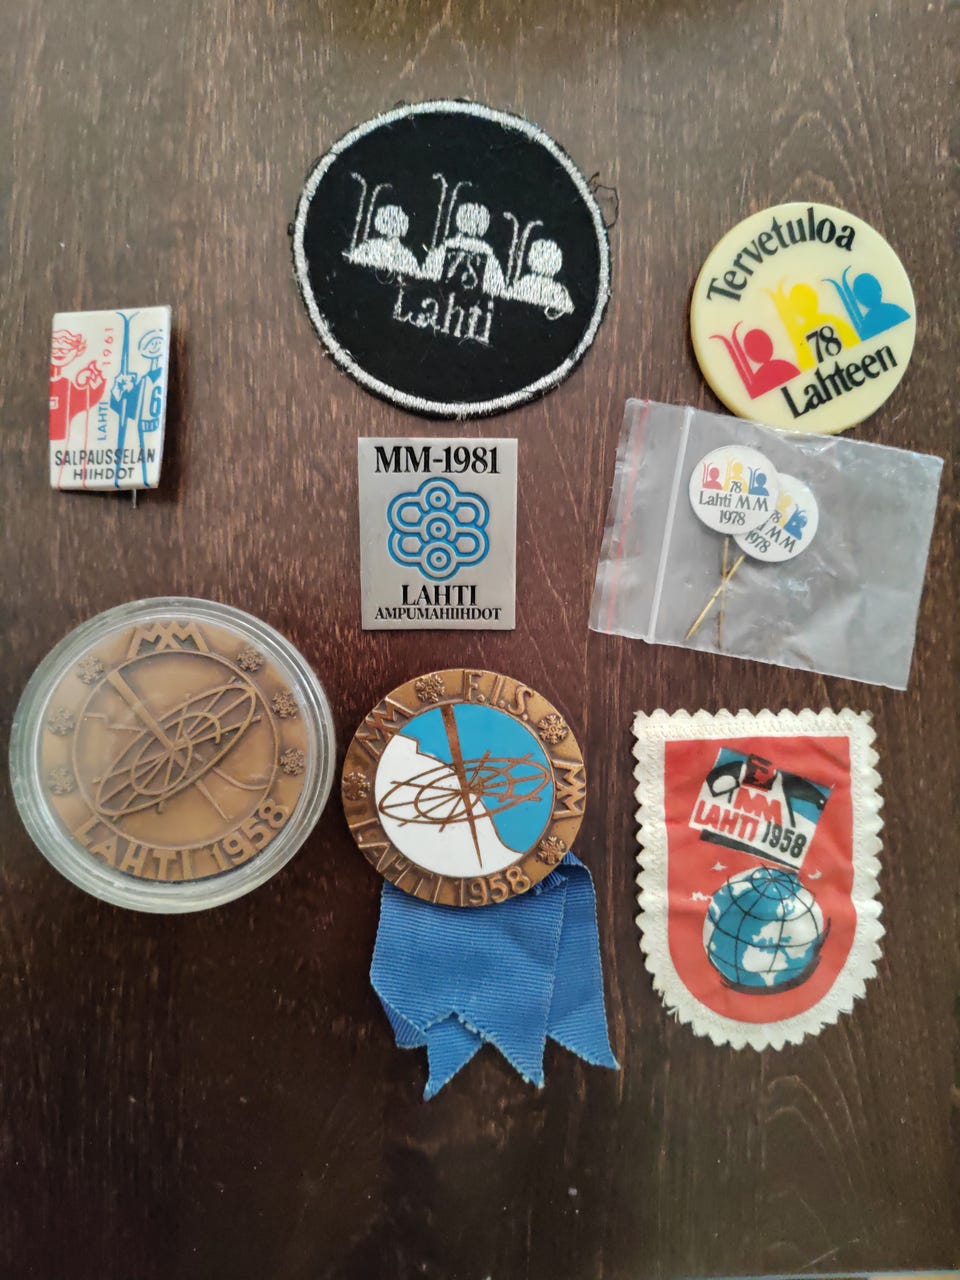 78
Lahti
Tervetuloa
78
Lahteen
LAHTI 1961
SALPAUSSELÄN
HIIHDOT
MM-1981
LAHTI
AMPUMAHIIHDOT
78
Lahti MM
1978
78
MM
1978
MM
LAHTI 1958
MM F.I.S. MM
LAHTI 1958
MM
LAHTI 1958